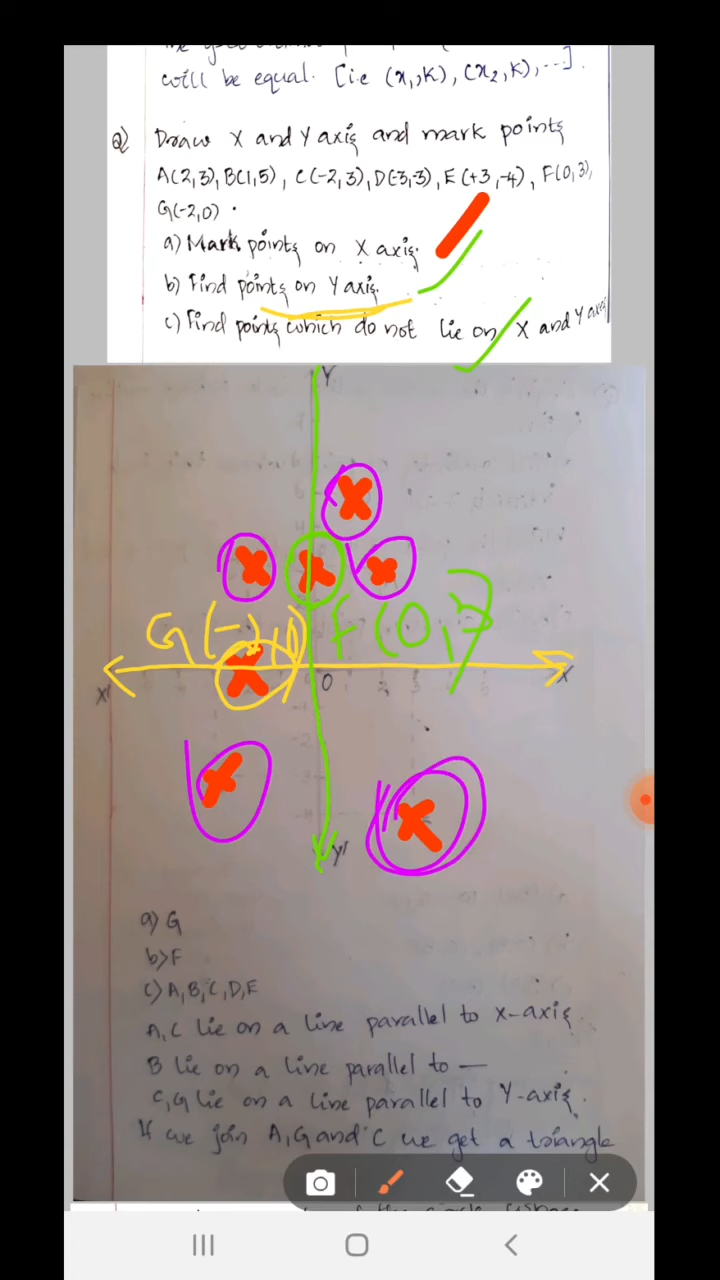 will be equal. [i.e (x₁,K), (x₂,K),...].
Q) Draw X and Y axis and mark points
A(2,3), B(1,5), C(-2,3), D(-3,-3), E(+3,-4), F(0,3),
G(-2,0).
a) Mark points on X axis.
b) Find points on Y axis.
c) Find points which do not lie on X and Y axis
Y
G(-2,0) F(0,3)
X' O X
Y'
a) G
b) F
c) A,B,C,D,E
A,C lie on a line parallel to X-axis.
B lie on a line parallel to —
C,G lie on a line parallel to Y-axis.
If we join A,G and C we get a triangle